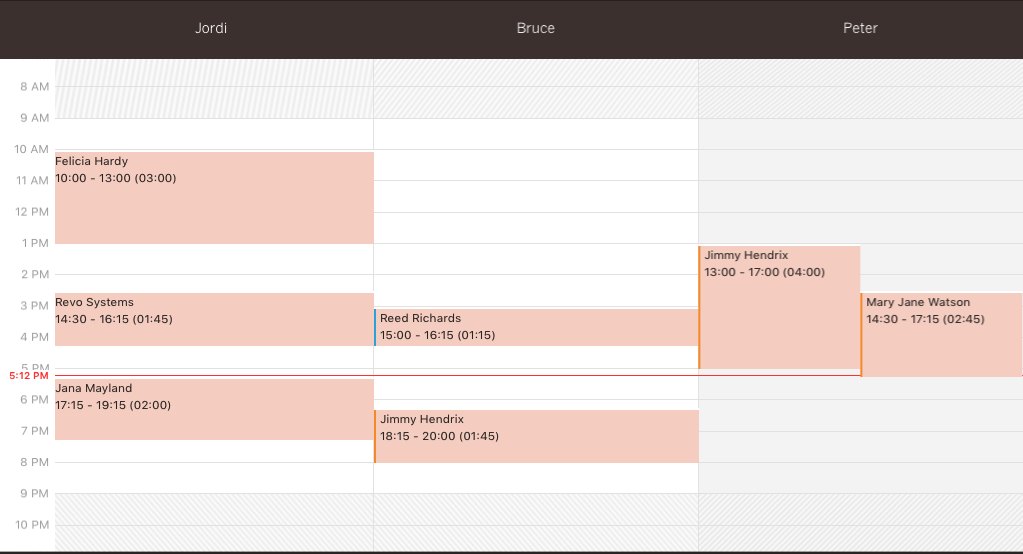 Jordi
Bruce
Peter
8 AM
9 AM
10 AM
Felicia Hardy
10:00 - 13:00 (03:00)
11 AM
12 PM
1 PM
Jimmy Hendrix
13:00 - 17:00 (04:00)
2 PM
Revo Systems
14:30 - 16:15 (01:45)
Mary Jane Watson
14:30 - 17:15 (02:45)
3 PM
Reed Richards
15:00 - 16:15 (01:15)
4 PM
5 PM
5:12 PM
Jana Mayland
17:15 - 19:15 (02:00)
6 PM
Jimmy Hendrix
18:15 - 20:00 (01:45)
7 PM
8 PM
9 PM
10 PM